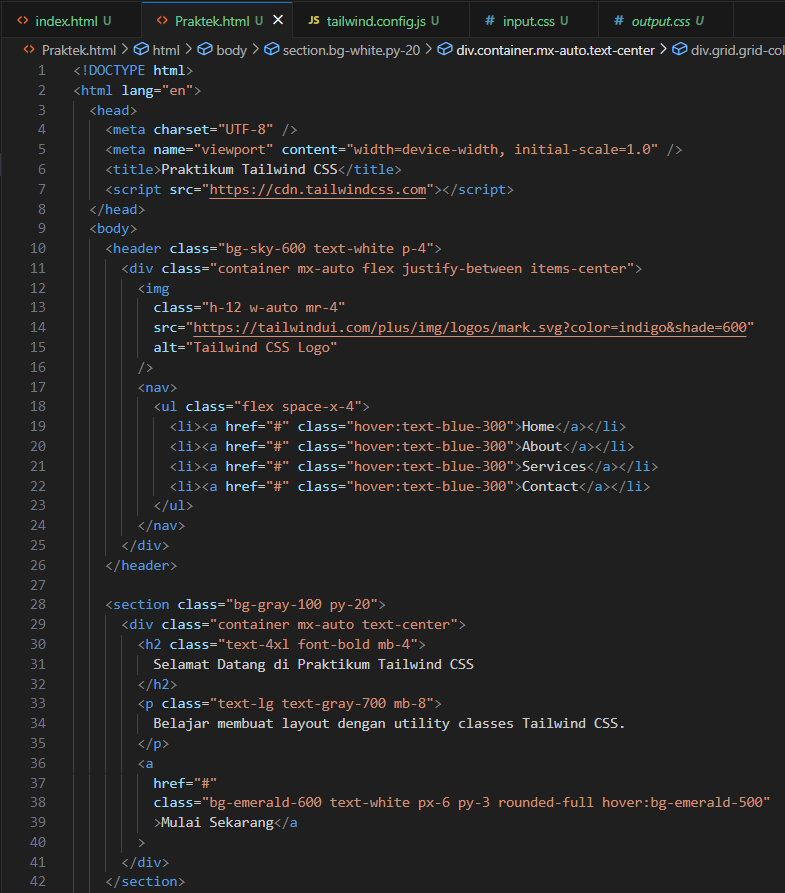 index.html U
Praktek.html U
JS tailwind.config.js U
# input.css U
# output.css U
Praktek.html > html > body > section.bg-white.py-20 > div.container.mx-auto.text-center > div.grid.grid-col
1 <!DOCTYPE html>
2 <html lang="en">
3   <head>
4     <meta charset="UTF-8" />
5     <meta name="viewport" content="width=device-width, initial-scale=1.0" />
6     <title>Praktikum Tailwind CSS</title>
7     <script src="https://cdn.tailwindcss.com"></script>
8   </head>
9   <body>
10     <header class="bg-sky-600 text-white p-4">
11       <div class="container mx-auto flex justify-between items-center">
12         <img
13           class="h-12 w-auto mr-4"
14           src="https://tailwindui.com/plus/img/logos/mark.svg?color=indigo&shade=600"
15           alt="Tailwind CSS Logo"
16         />
17         <nav>
18           <ul class="flex space-x-4">
19             <li><a href="#" class="hover:text-blue-300">Home</a></li>
20             <li><a href="#" class="hover:text-blue-300">About</a></li>
21             <li><a href="#" class="hover:text-blue-300">Services</a></li>
22             <li><a href="#" class="hover:text-blue-300">Contact</a></li>
23           </ul>
24         </nav>
25       </div>
26     </header>
27
28     <section class="bg-gray-100 py-20">
29       <div class="container mx-auto text-center">
30         <h2 class="text-4xl font-bold mb-4">
31           Selamat Datang di Praktikum Tailwind CSS
32         </h2>
33         <p class="text-lg text-gray-700 mb-8">
34           Belajar membuat layout dengan utility classes Tailwind CSS.
35         </p>
36         <a
37           href="#"
38           class="bg-emerald-600 text-white px-6 py-3 rounded-full hover:bg-emerald-500"
39           >Mulai Sekarang</a
40         >
41       </div>
42     </section>